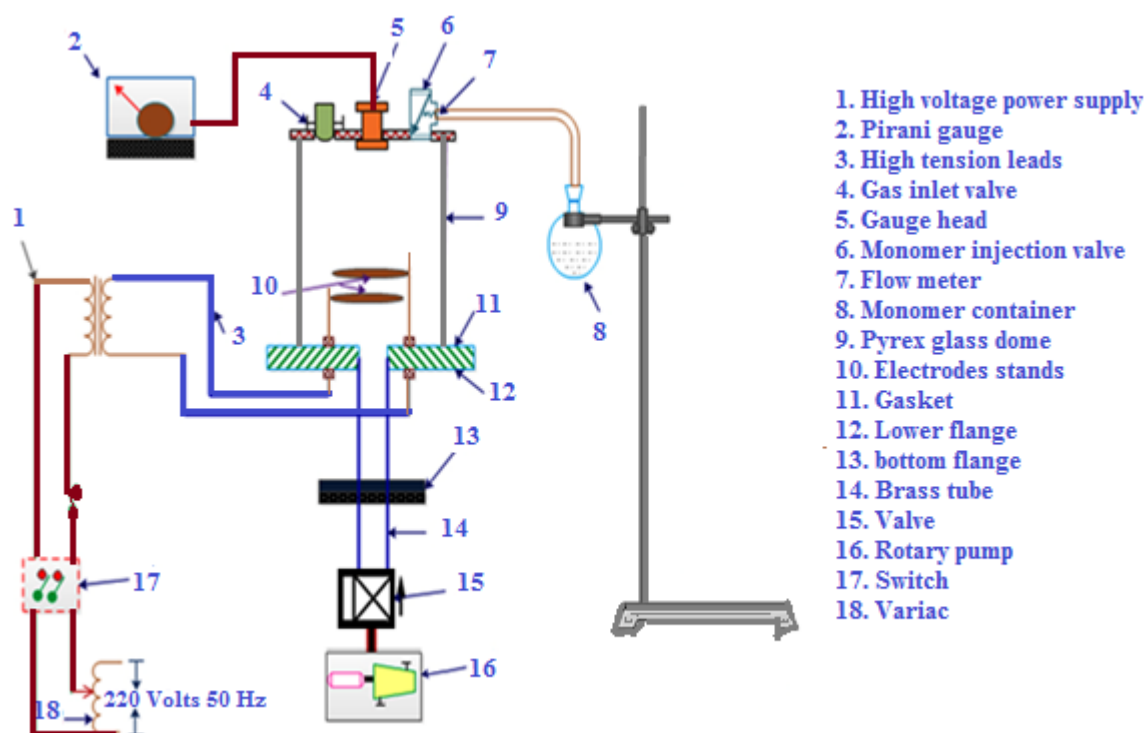 2
5
6
7
4
1
9
10
3
11
8
12
13
14
17
15
16
220 Volts 50 Hz
18
1. High voltage power supply
2. Pirani gauge
3. High tension leads
4. Gas inlet valve
5. Gauge head
6. Monomer injection valve
7. Flow meter
8. Monomer container
9. Pyrex glass dome
10. Electrodes stands
11. Gasket
12. Lower flange
13. bottom flange
14. Brass tube
15. Valve
16. Rotary pump
17. Switch
18. Variac